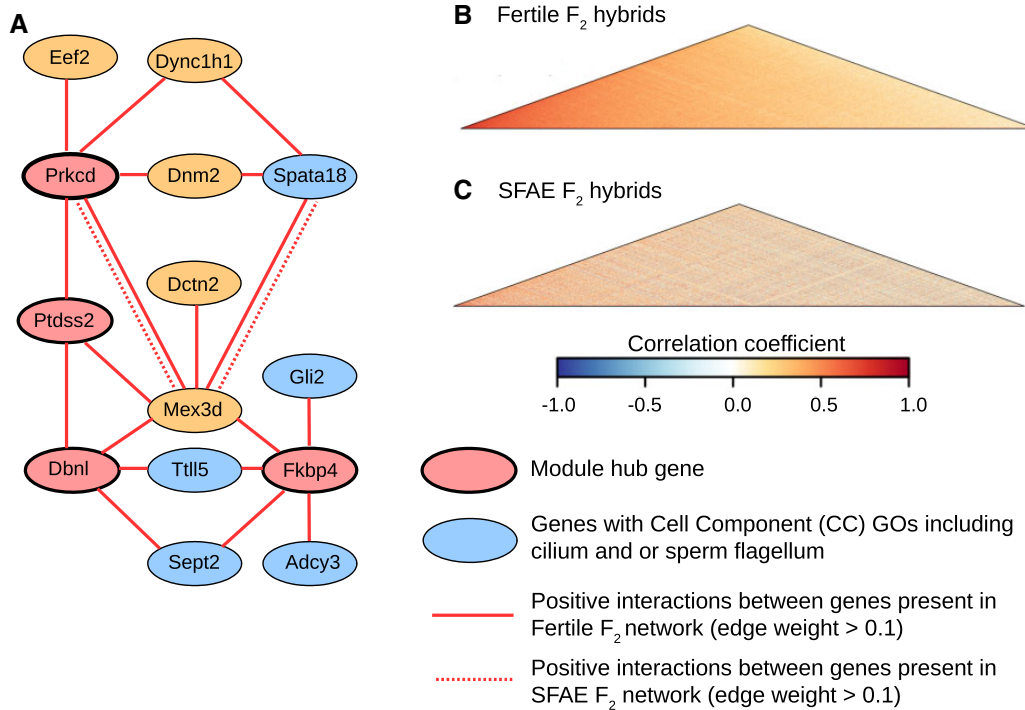 A
Eef2
Dync1h1
Prkcd
Dnm2
Spata18
Dctn2
Ptdss2
Gli2
Mex3d
Dbnl
Ttll5
Fkbp4
Sept2
Adcy3
B Fertile F2 hybrids
C SFAE F2 hybrids
Correlation coefficient
-1.0 -0.5 0.0 0.5 1.0
Module hub gene
Genes with Cell Component (CC) GOs including
cilium and or sperm flagellum
Positive interactions between genes present in
Fertile F2 network (edge weight > 0.1)
Positive interactions between genes present in
SFAE F2 network (edge weight > 0.1)